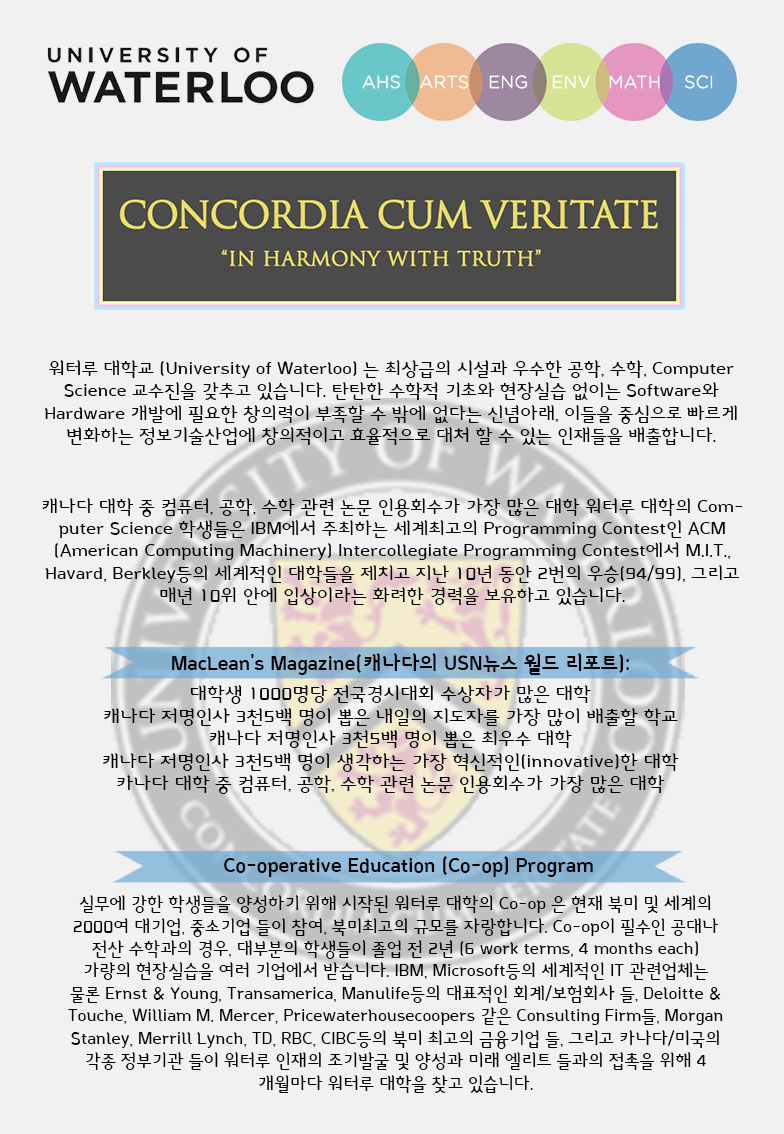 UNIVERSITY OF
WATERLOO
AHS ARTS ENG ENV MATH SCI
CONCORDIA CUM VERITATE
“IN HARMONY WITH TRUTH”
워터루 대학교 (University of Waterloo) 는 최상급의 시설과 우수한 공학, 수학, Computer
Science 교수진을 갖추고 있습니다. 탄탄한 수학적 기초와 현장실습 없이는 Software와
Hardware 개발에 필요한 창의력이 부족할 수 밖에 없다는 신념아래, 이들을 중심으로 빠르게
변화하는 정보기술산업에 창의적이고 효율적으로 대처 할 수 있는 인재들을 배출합니다.
캐나다 대학 중 컴퓨터, 공학, 수학 관련 논문 인용회수가 가장 많은 대학 워터루 대학의 Com-
puter Science 학생들은 IBM에서 주최하는 세계최고의 Programming Contest인 ACM
(American Computing Machinery) Intercollegiate Programming Contest에서 M.I.T.,
Havard, Berkley등의 세계적인 대학들을 제치고 지난 10년 동안 2번의 우승(94/99), 그리고
매년 10위 안에 입상이라는 화려한 경력을 보유하고 있습니다.
MacLean's Magazine(캐나다의 USN뉴스 월드 리포트):
대학생 1000명당 전국경시대회 수상자가 많은 대학
캐나다 저명인사 3천5백 명이 뽑은 내일의 지도자를 가장 많이 배출할 학교
캐나다 저명인사 3천5백 명이 뽑은 최우수 대학
캐나다 저명인사 3천5백 명이 생각하는 가장 혁신적인(innovative)한 대학
카나다 대학 중 컴퓨터, 공학, 수학 관련 논문 인용회수가 가장 많은 대학
Co-operative Education (Co-op) Program
실무에 강한 학생들을 양성하기 위해 시작된 워터루 대학의 Co-op 은 현재 북미 및 세계의
2000여 대기업, 중소기업 들이 참여, 북미최고의 규모를 자랑합니다. Co-op이 필수인 공대나
전산 수학과의 경우, 대부분의 학생들이 졸업 전 2년 (6 work terms, 4 months each)
가량의 현장실습을 여러 기업에서 받습니다. IBM, Microsoft등의 세계적인 IT 관련업체는
물론 Ernst & Young, Transamerica, Manulife등의 대표적인 회계/보험회사 들, Deloitte &
Touche, William M. Mercer, Pricewaterhousecoopers 같은 Consulting Firm들, Morgan
Stanley, Merrill Lynch, TD, RBC, CIBC등의 북미 최고의 금융기업 들, 그리고 카나다/미국의
각종 정부기관 들이 워터루 인재의 조기발굴 및 양성과 미래 엘리트 들과의 접촉을 위해 4
개월마다 워터루 대학을 찾고 있습니다.
UNIVERSITY OF WATERLOO
CONCORDIA CUM VERITATE